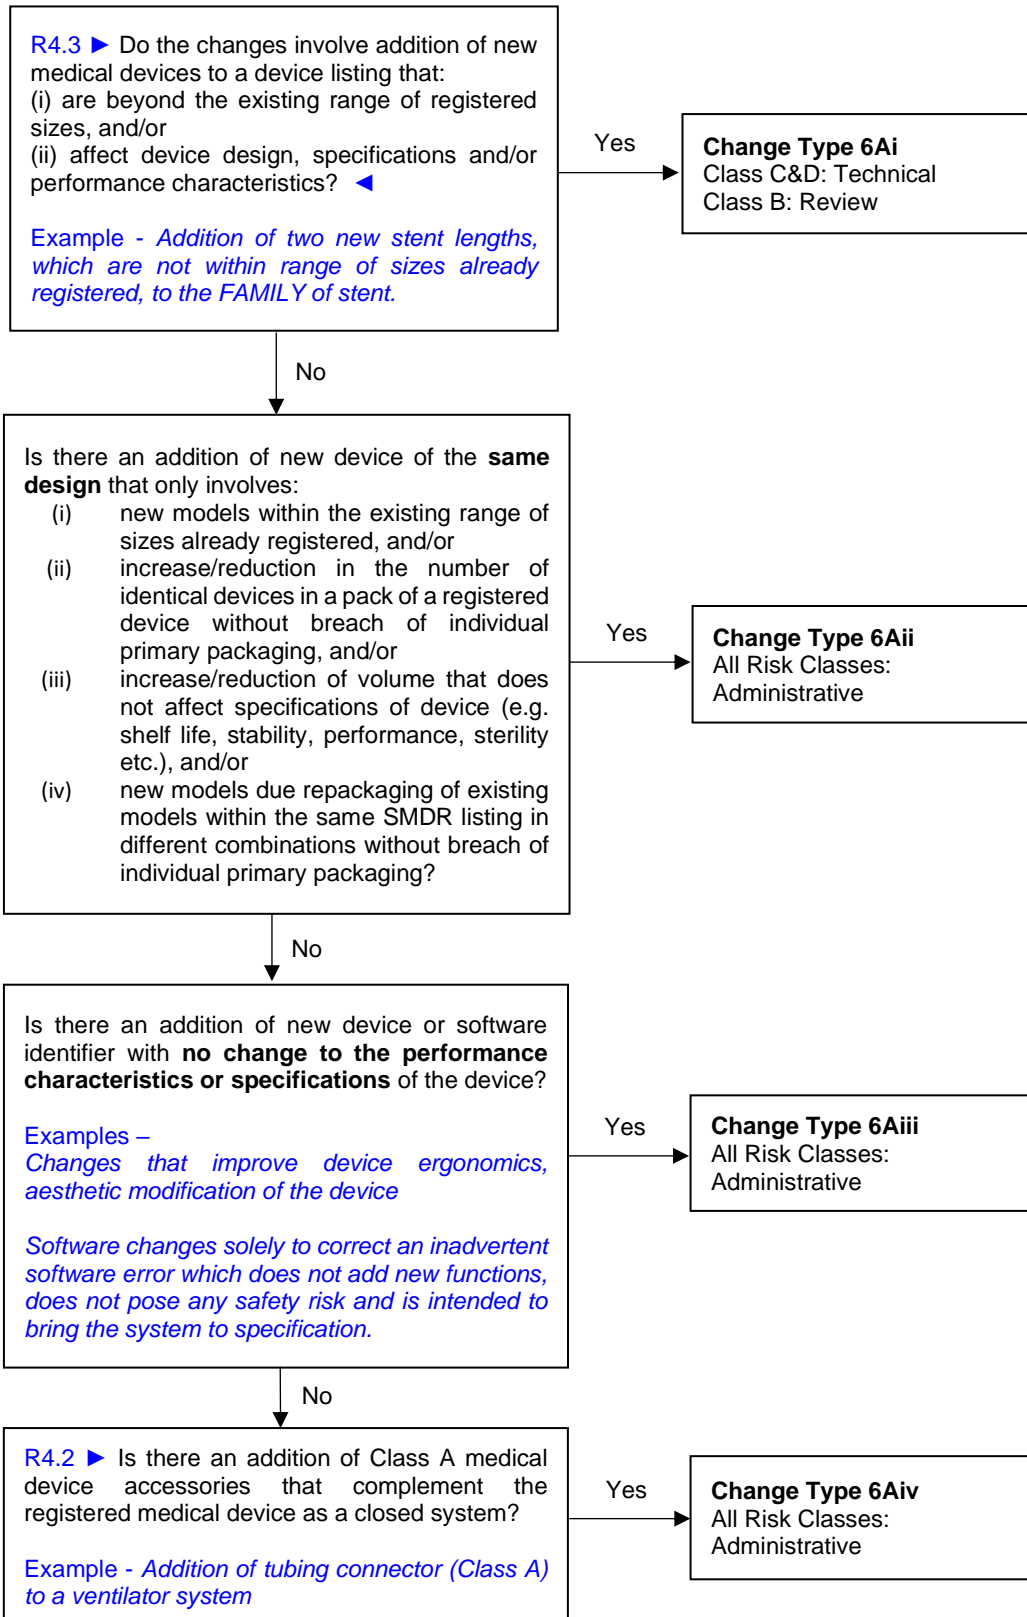 R4.3 ► Do the changes involve addition of new
medical devices to a device listing that:
(i) are beyond the existing range of registered
sizes, and/or
(ii) affect device design, specifications and/or
performance characteristics? ◄
Example - Addition of two new stent lengths,
which are not within range of sizes already
registered, to the FAMILY of stent.
Yes
Change Type 6Ai
Class C&D: Technical
Class B: Review
No
Is there an addition of new device of the same
design that only involves:
(i) new models within the existing range of
sizes already registered, and/or
(ii) increase/reduction in the number of
identical devices in a pack of a registered
device without breach of individual
primary packaging, and/or
(iii) increase/reduction of volume that does
not affect specifications of device (e.g.
shelf life, stability, performance, sterility
etc.), and/or
(iv) new models due repackaging of existing
models within the same SMDR listing in
different combinations without breach of
individual primary packaging?
Yes
Change Type 6Aii
All Risk Classes:
Administrative
No
Is there an addition of new device or software
identifier with no change to the performance
characteristics or specifications of the device?
Examples –
Changes that improve device ergonomics,
aesthetic modification of the device
Software changes solely to correct an inadvertent
software error which does not add new functions,
does not pose any safety risk and is intended to
bring the system to specification.
Yes
Change Type 6Aiii
All Risk Classes:
Administrative
No
R4.2 ► Is there an addition of Class A medical
device accessories that complement the
registered medical device as a closed system?
Example - Addition of tubing connector (Class A)
to a ventilator system
Yes
Change Type 6Aiv
All Risk Classes:
Administrative